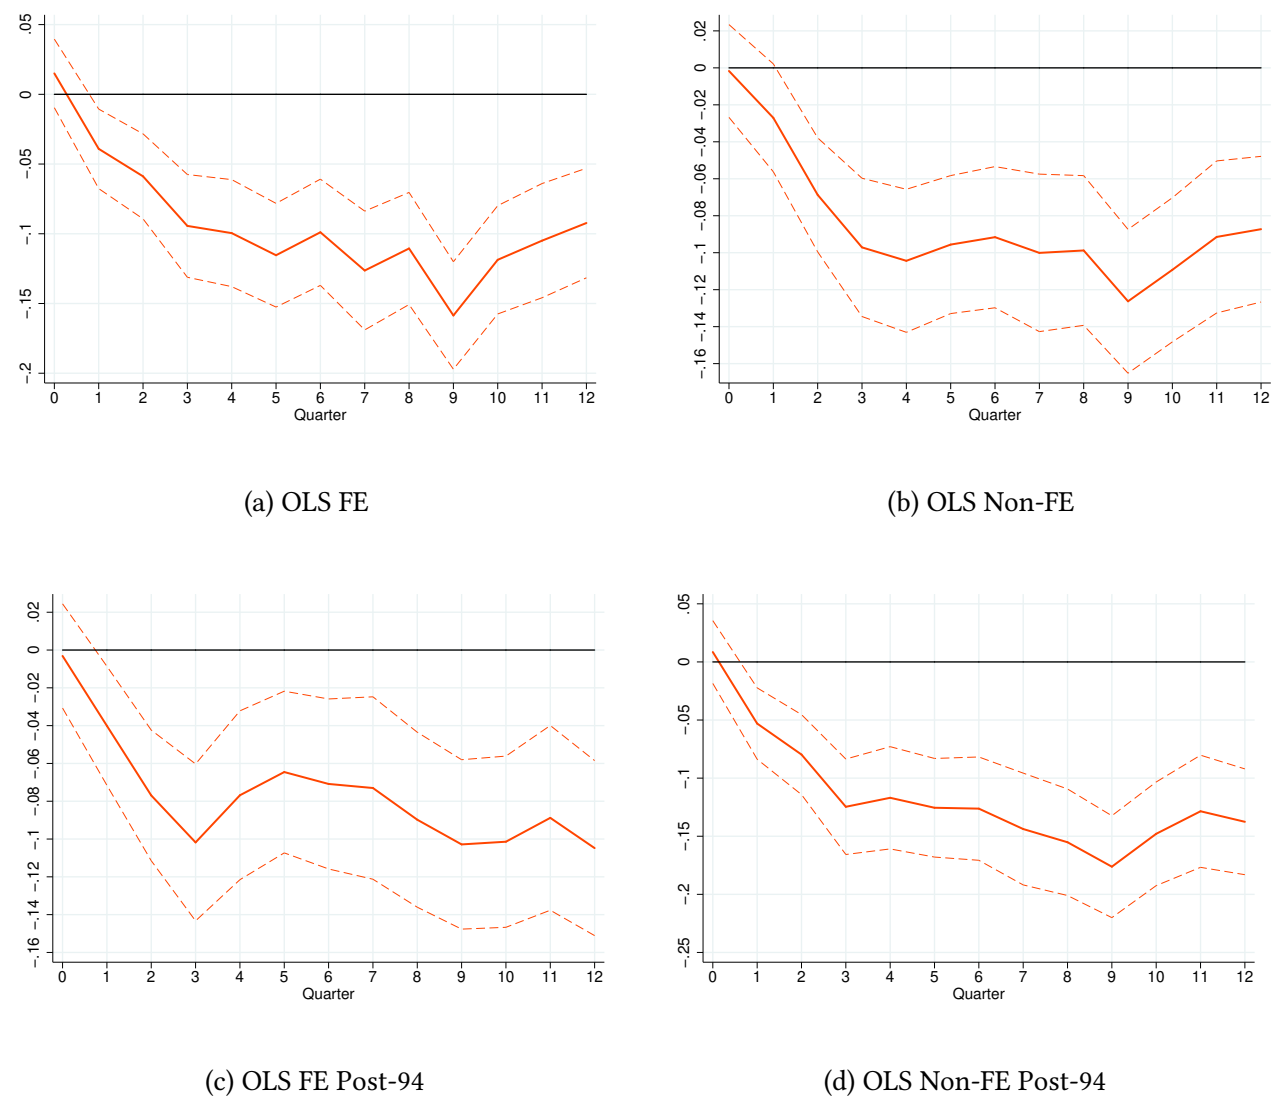 .05
0
-.05
-.1
-.15
-.2
0 1 2 3 4 5 6 7 8 9 10 11 12
Quarter
(a) OLS FE
.02
0
-.02
-.04
-.06
-.08
-.1
-.12
-.14
-.16
0 1 2 3 4 5 6 7 8 9 10 11 12
Quarter
(b) OLS Non-FE
.02
0
-.02
-.04
-.06
-.08
-.1
-.12
-.14
-.16
0 1 2 3 4 5 6 7 8 9 10 11 12
Quarter
(c) OLS FE Post-94
.05
0
-.05
-.1
-.15
-.2
-.25
0 1 2 3 4 5 6 7 8 9 10 11 12
Quarter
(d) OLS Non-FE Post-94